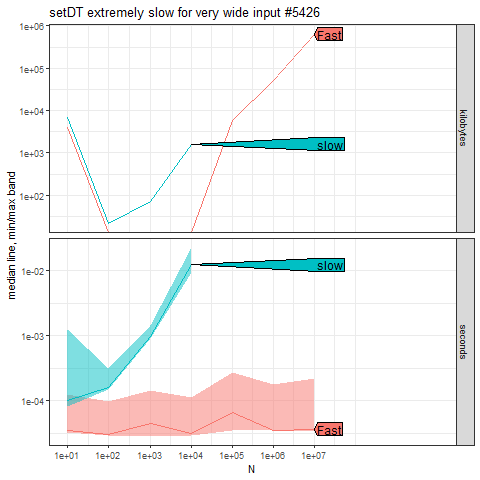 setDT extremely slow for very wide input #5426
1e+06
1e+05
1e+04
1e+03
1e+02
Fast
slow
kilobytes
median line, min/max band
1e-02
1e-03
1e-04
slow
Fast
seconds
1e+01 1e+02 1e+03 1e+04 1e+05 1e+06 1e+07
N